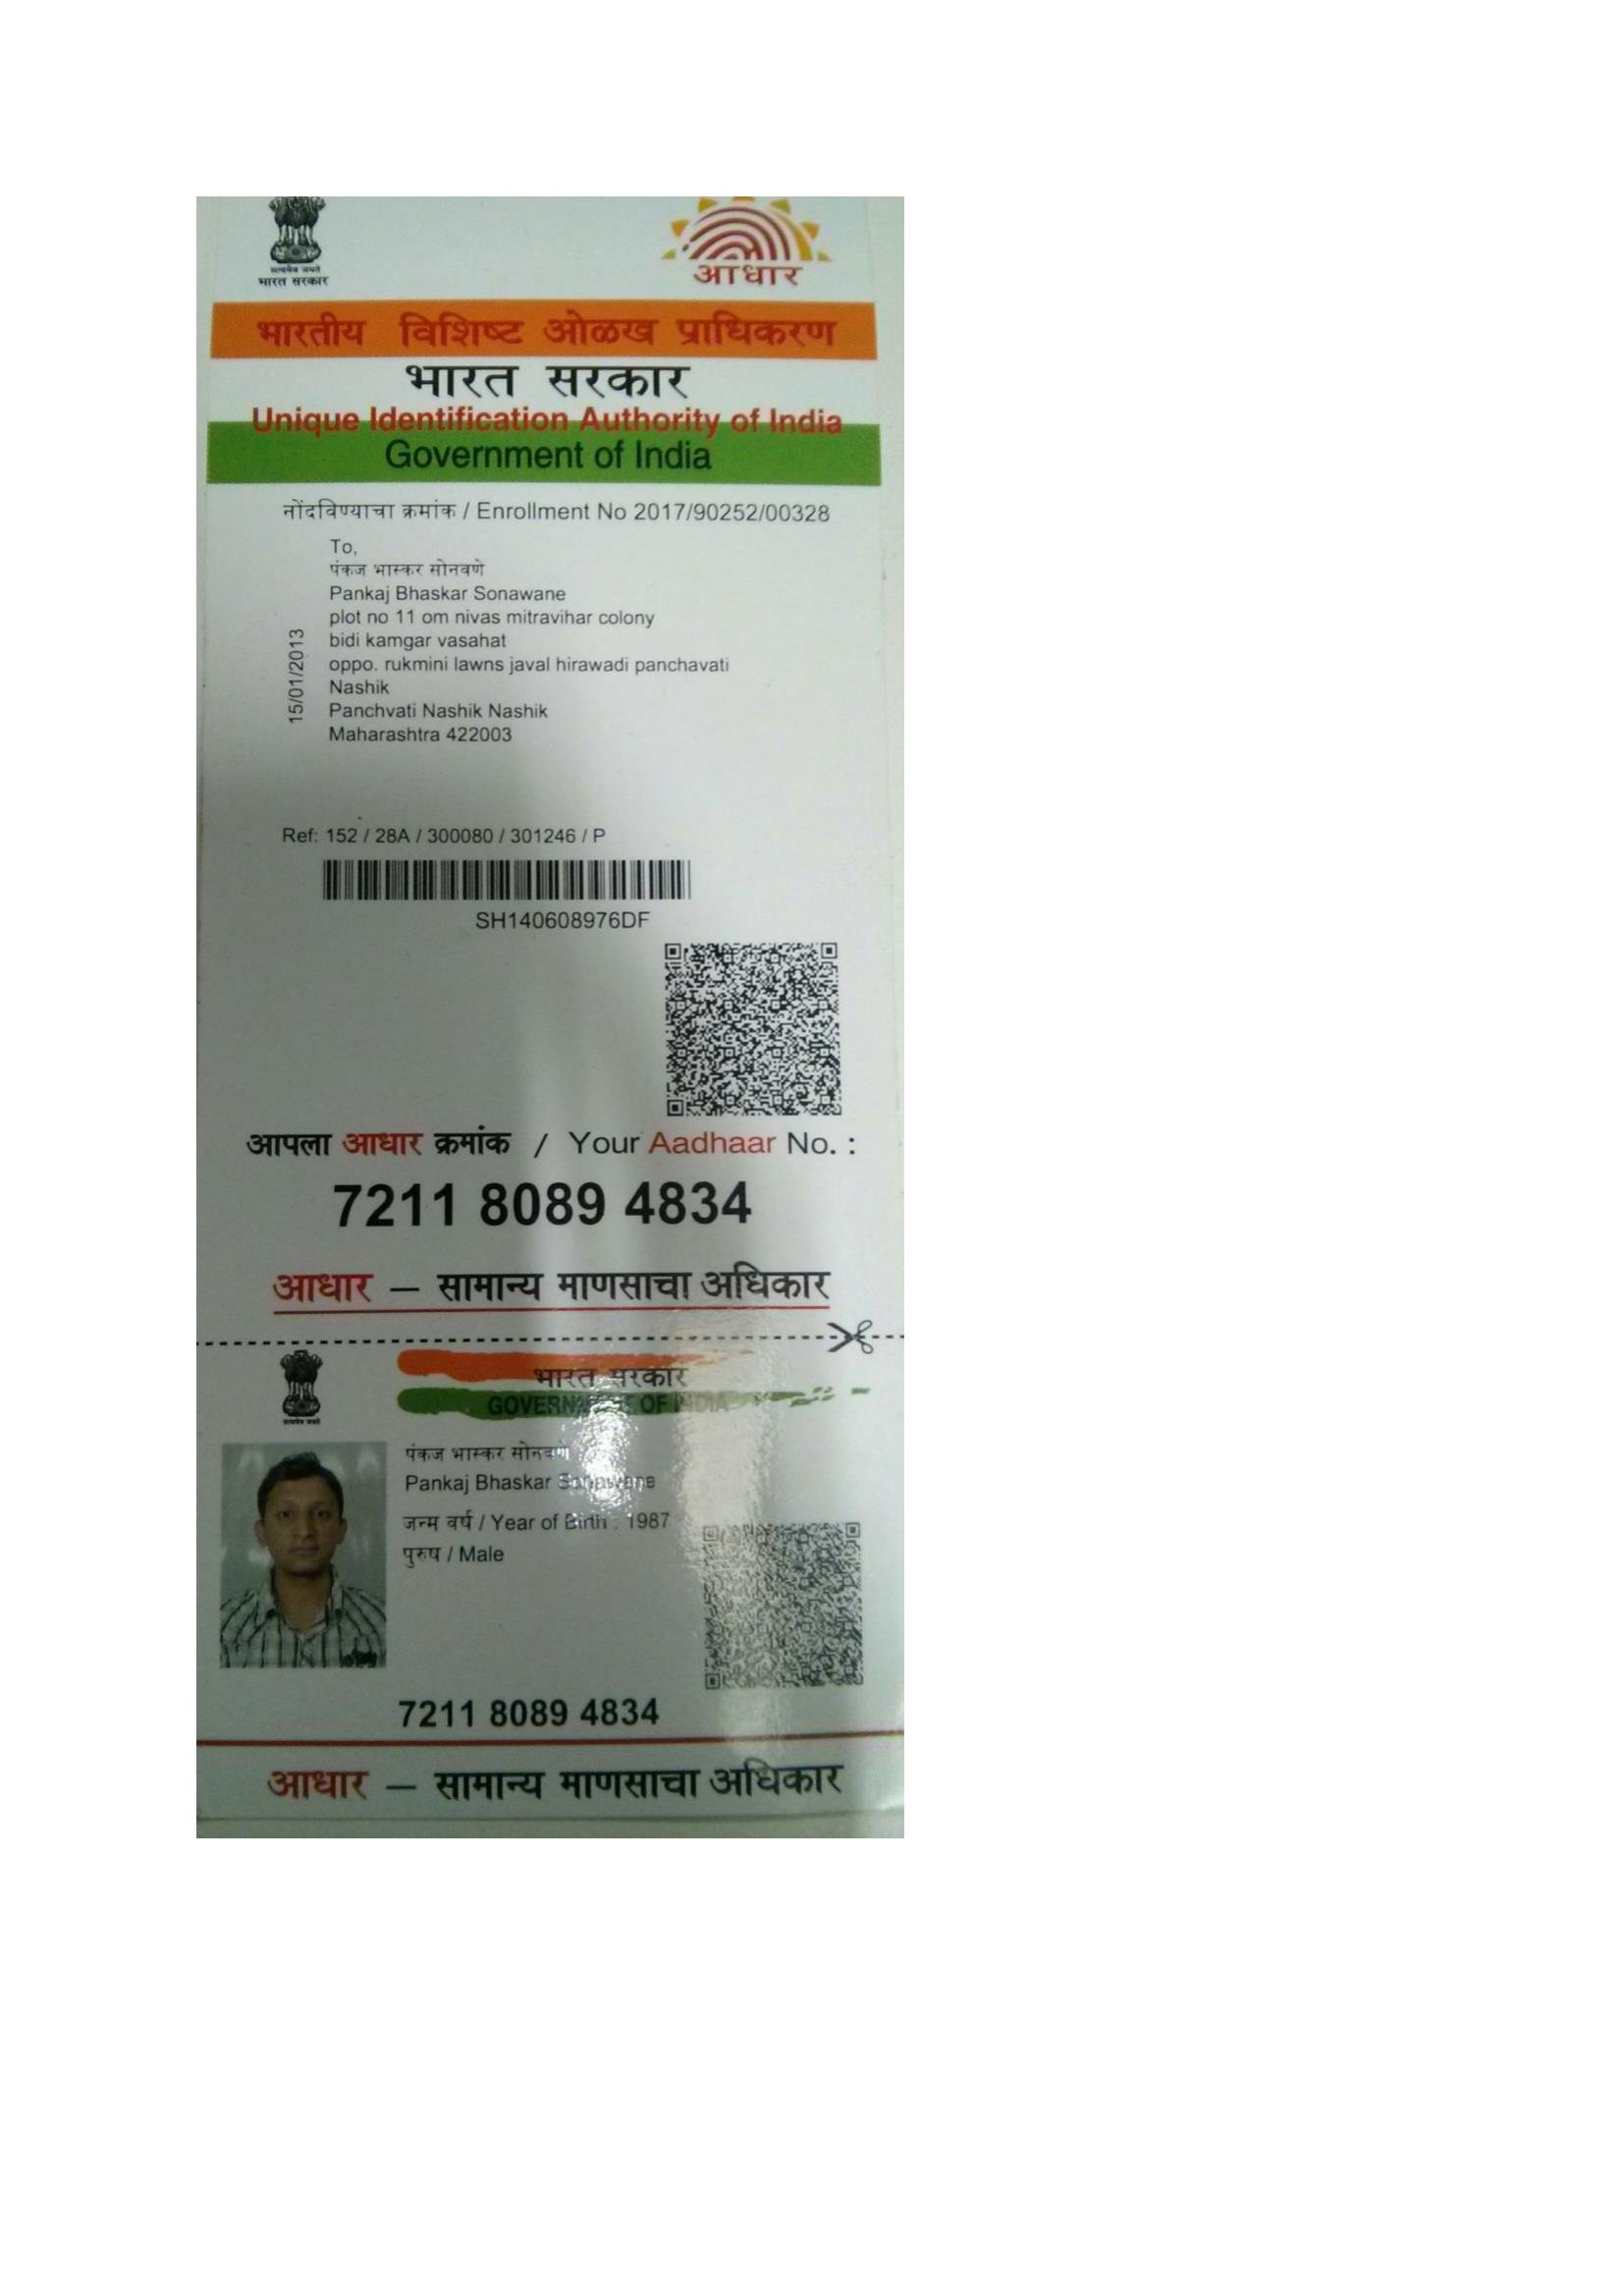 सत्यमेव जयते
भारत सरकार
आधार
भारतीय विशिष्ट ओळख प्राधिकरण
भारत सरकार
Unique Identification Authority of India
Government of India
नोंदविण्याचा क्रमांक / Enrollment No 2017/90252/00328
To,
पंकज भास्कर सोनवणे
Pankaj Bhaskar Sonawane
plot no 11 om nivas mitravihar colony
bidi kamgar vasahat
oppo. rukmini lawns javal hirawadi panchavati
Nashik
Panchvati Nashik Nashik
Maharashtra 422003
15/01/2013
Ref: 152 / 28A / 300080 / 301246 / P
SH140608976DF
आपला आधार क्रमांक / Your Aadhaar No. :
7211 8089 4834
आधार – सामान्य माणसाचा अधिकार
सत्यमेव जयते
भारत सरकार
GOVERNMENT OF INDIA
पंकज भास्कर सोनवणे
Pankaj Bhaskar Sonawane
जन्म वर्ष / Year of Birth : 1987
पुरुष / Male
7211 8089 4834
आधार – सामान्य माणसाचा अधिकार